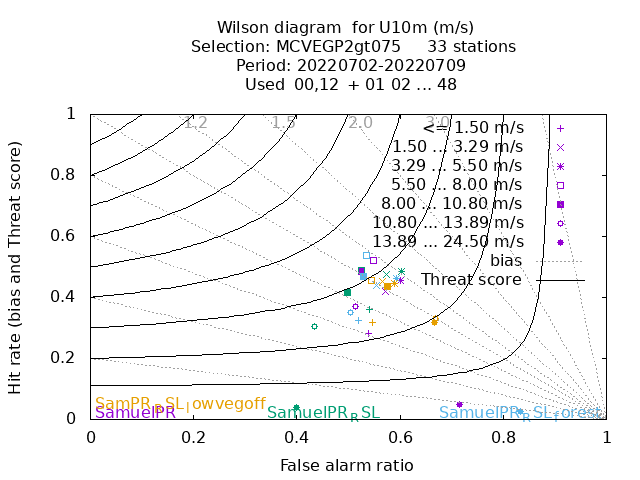 Wilson diagram for U10m (m/s)
Selection: MCVEGP2gt075 33 stations
Period: 20220702-20220709
Used 00,12 + 01 02 ... 48
Hit rate (bias and Threat score)
1
0.8
0.6
0.4
0.2
0
1.2 1.5 2.0 3.0
<= 1.50 m/s
1.50 ... 3.29 m/s
3.29 ... 5.50 m/s
5.50 ... 8.00 m/s
8.00 ... 10.80 m/s
10.80 ... 13.89 m/s
13.89 ... 24.50 m/s
bias
Threat score
SamPR_RSL_lowvegoff
SamuelPR SamuelPR_RSL SamuelPR_RSL_forest
0 0.2 0.4 0.6 0.8 1
False alarm ratio